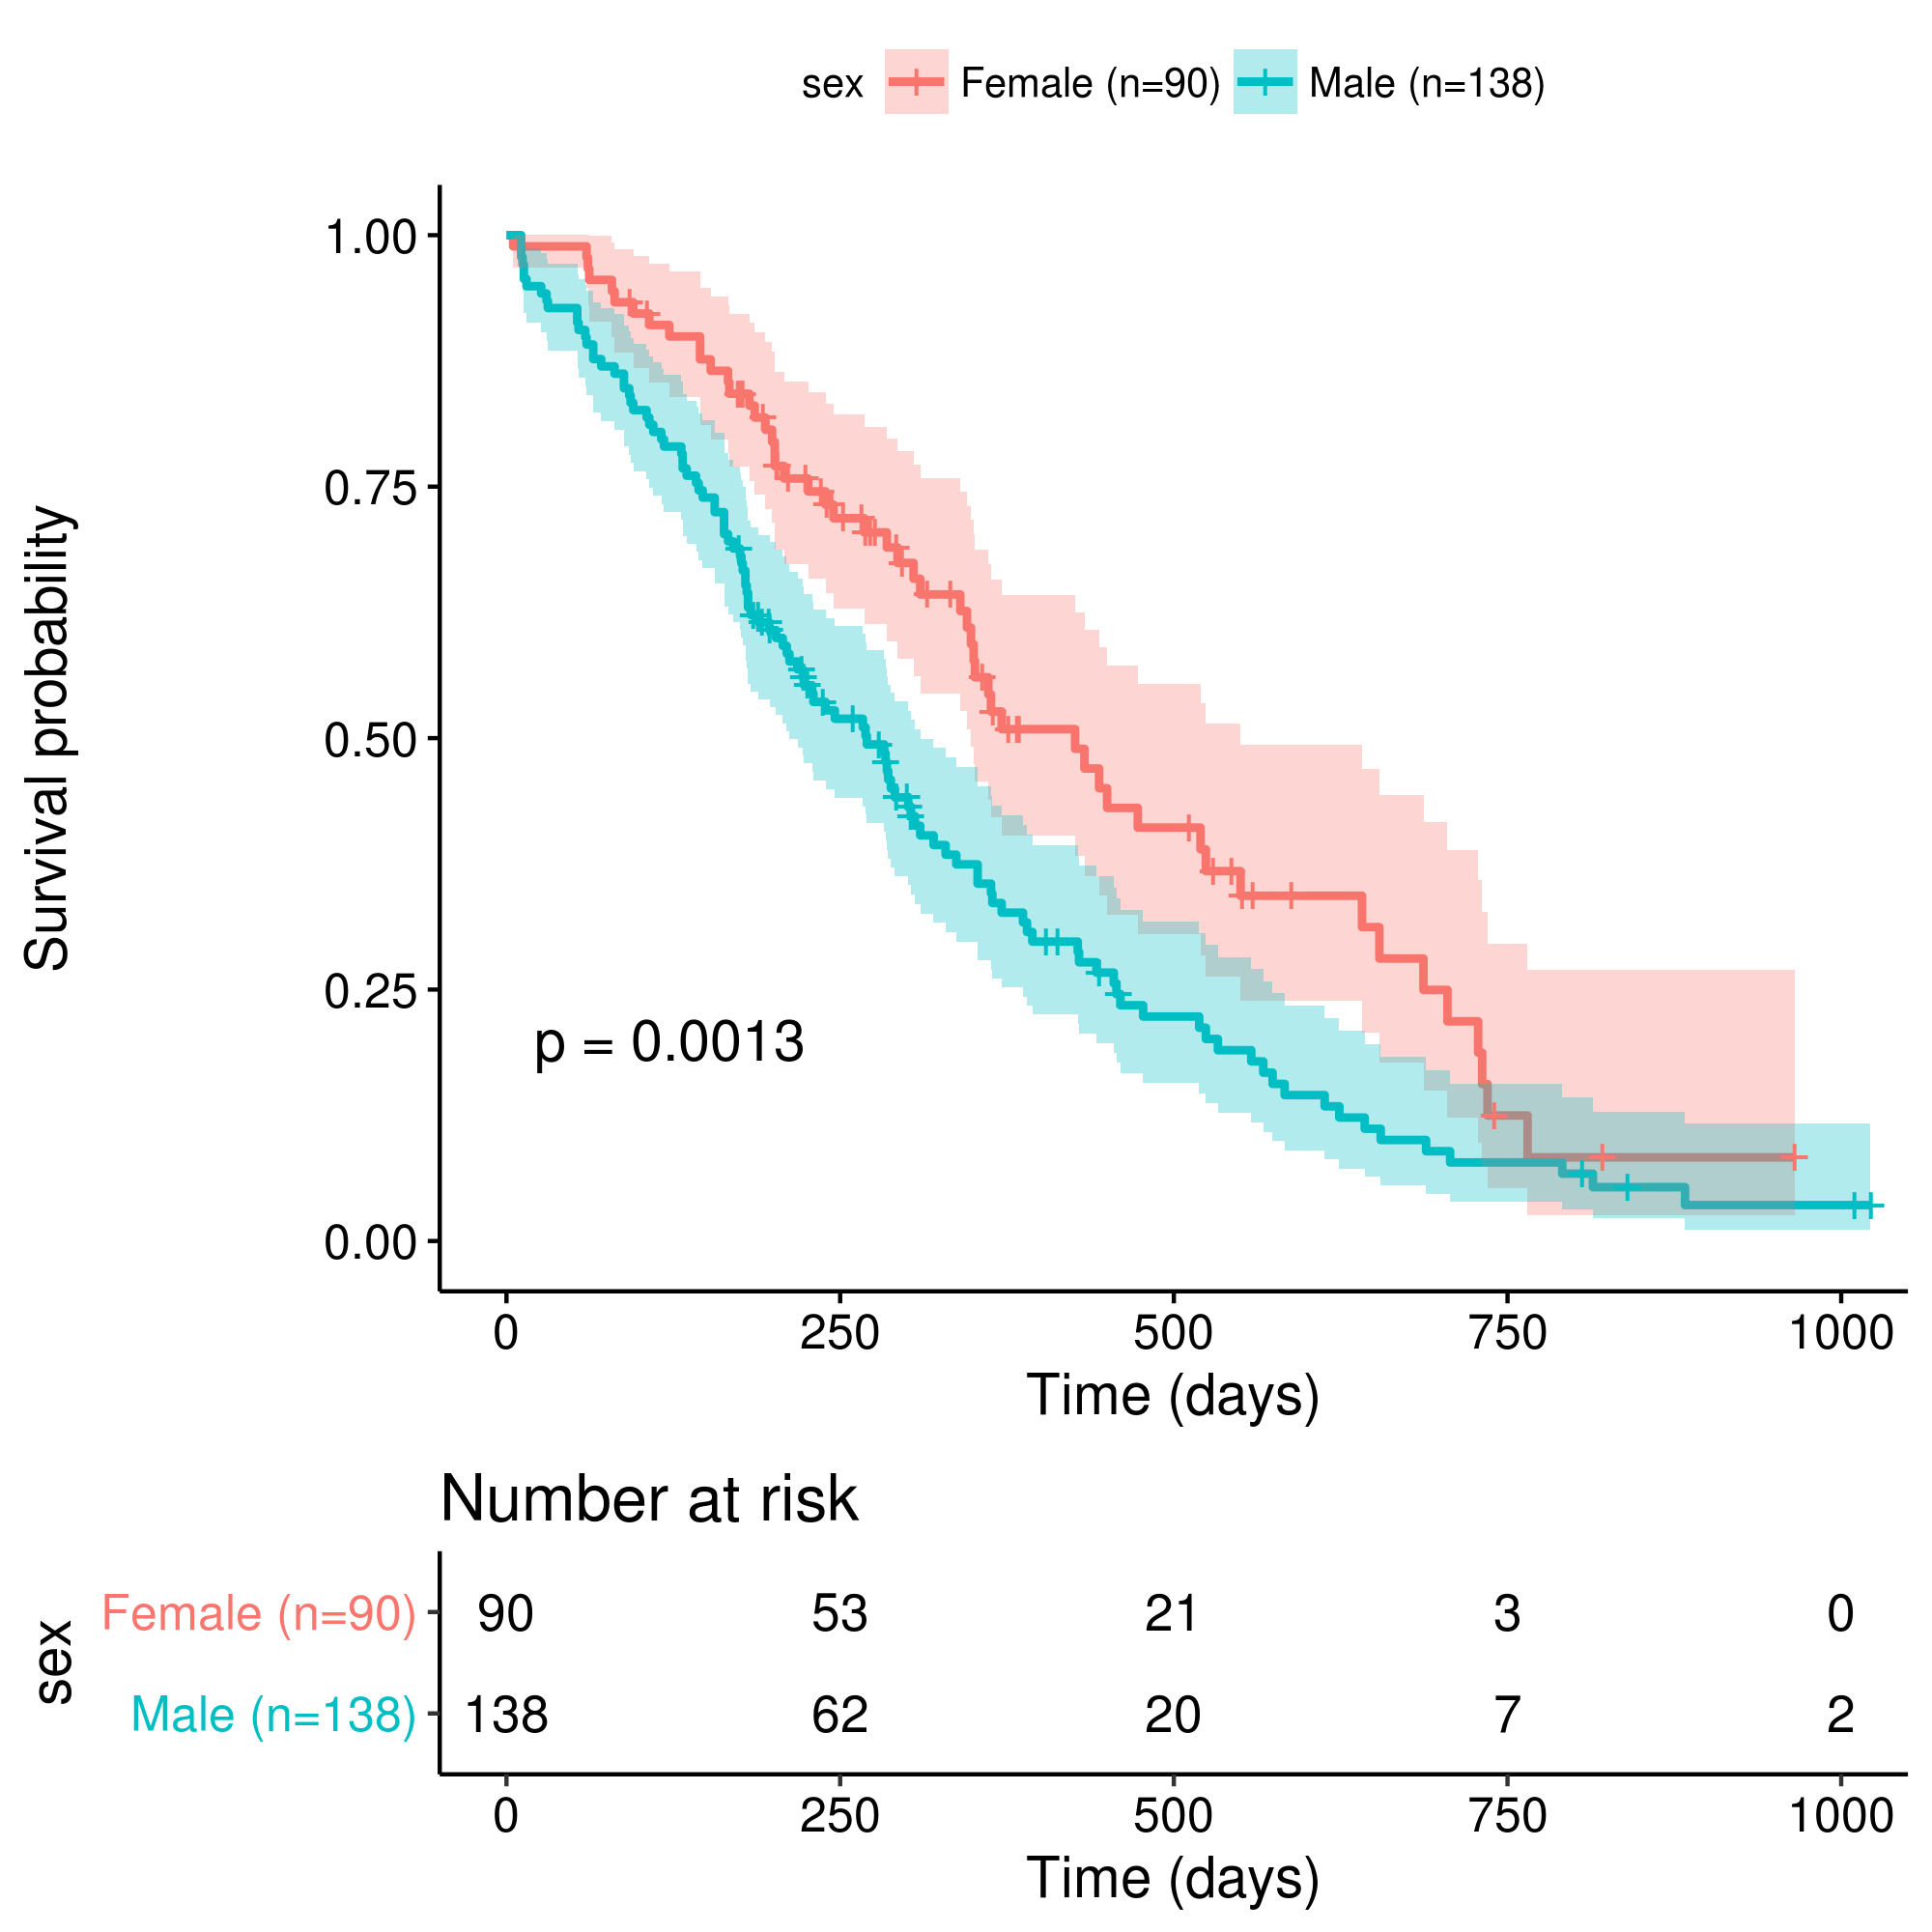 sex Female (n=90) Male (n=138)
1.00
0.75
0.50
0.25
0.00
Survival probability
p = 0.0013
0 250 500 750 1000
Time (days)
Number at risk
sex
Female (n=90) 90 53 21 3 0
Male (n=138) 138 62 20 7 2
0 250 500 750 1000
Time (days)